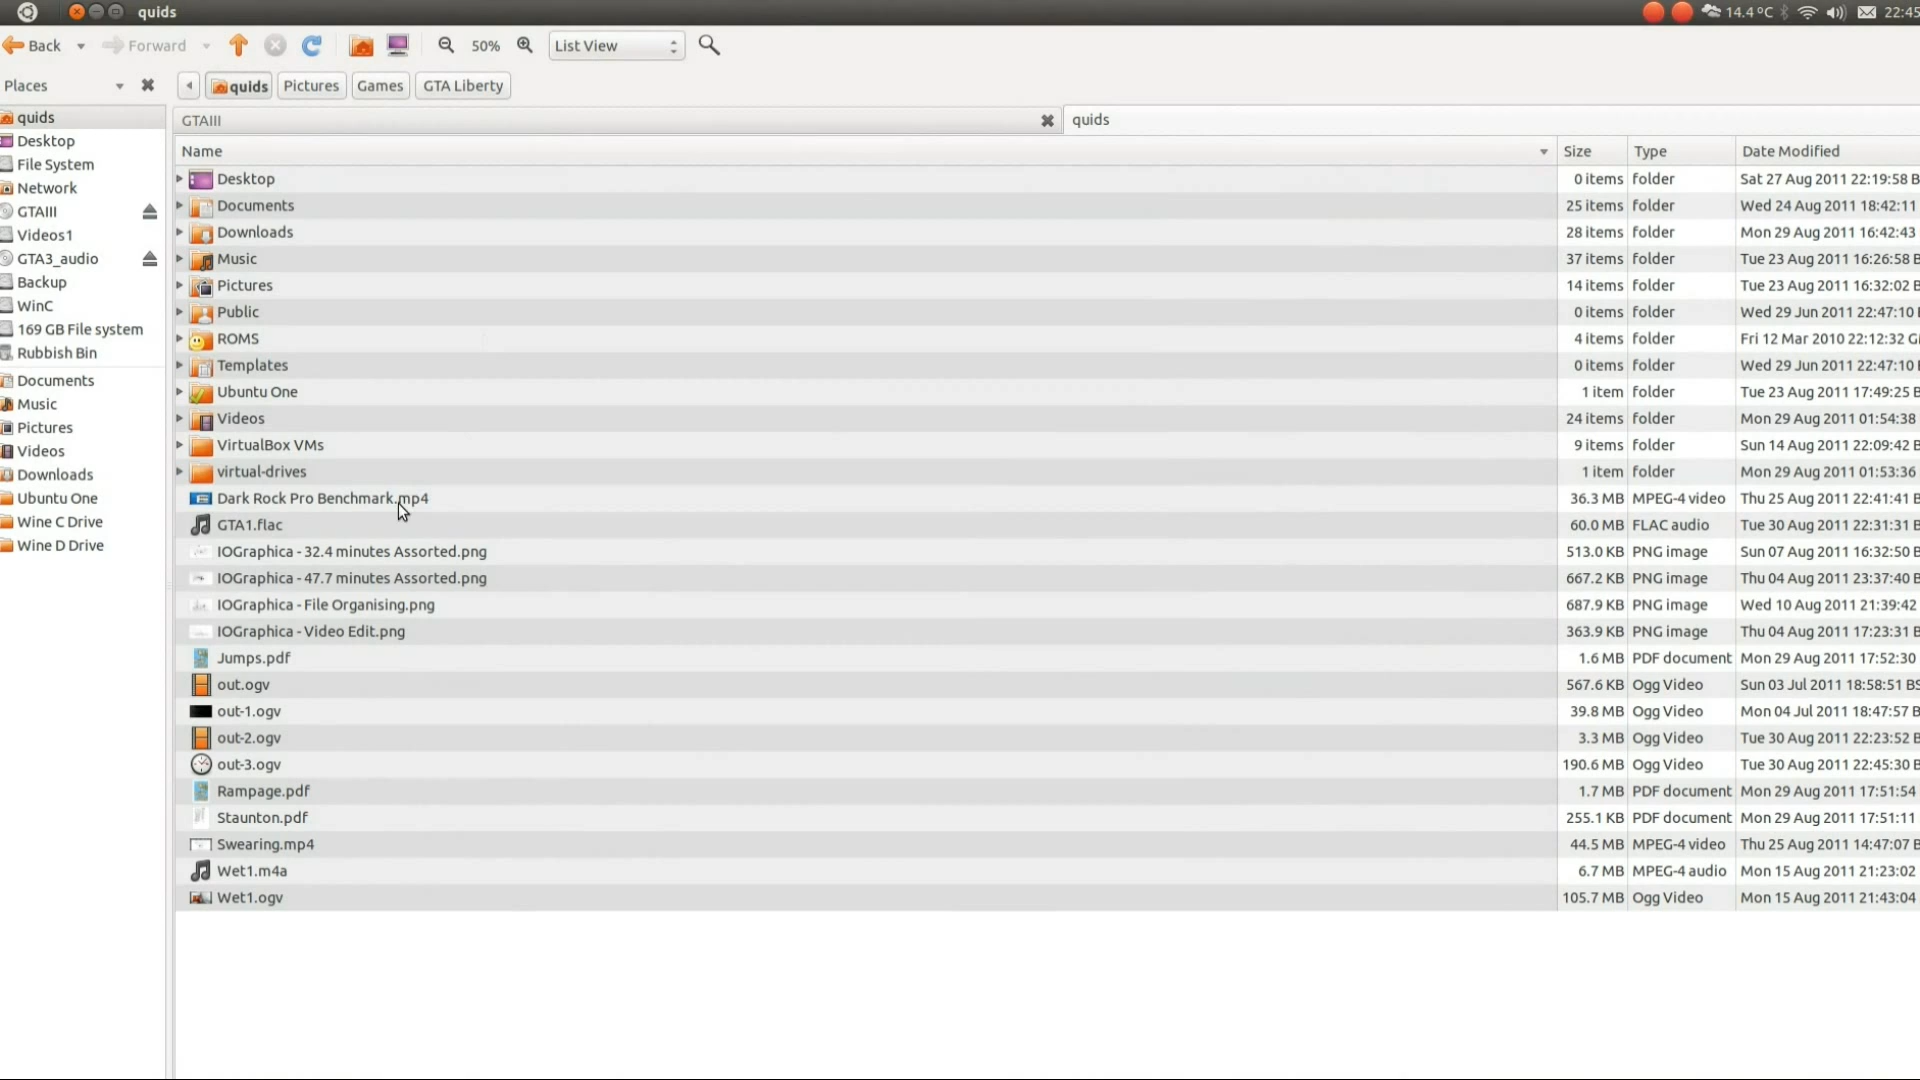 quids
14.4 °C
22:45
Back
Forward
50%
List View
Places
quids
Pictures
Games
GTA Liberty
quids
Desktop
File System
Network
GTAIII
Videos1
GTA3_audio
Backup
WinC
169 GB File system
Rubbish Bin
Documents
Music
Pictures
Videos
Downloads
Ubuntu One
Wine C Drive
Wine D Drive
GTAIII
quids
Name Size Type Date Modified
Desktop 0 items folder Sat 27 Aug 2011 22:19:58 B
Documents 25 items folder Wed 24 Aug 2011 18:42:11
Downloads 28 items folder Mon 29 Aug 2011 16:42:43
Music 37 items folder Tue 23 Aug 2011 16:26:58 B
Pictures 14 items folder Tue 23 Aug 2011 16:32:02 B
Public 0 items folder Wed 29 Jun 2011 22:47:10
ROMS 4 items folder Fri 12 Mar 2010 22:12:32 G
Templates 0 items folder Wed 29 Jun 2011 22:47:10
Ubuntu One 1 item folder Tue 23 Aug 2011 17:49:25 B
Videos 24 items folder Mon 29 Aug 2011 01:54:38
VirtualBox VMs 9 items folder Sun 14 Aug 2011 22:09:42
virtual-drives 1 item folder Mon 29 Aug 2011 01:53:36
Dark Rock Pro Benchmark.mp4 36.3 MB MPEG-4 video Thu 25 Aug 2011 22:41:41 B
GTA1.flac 60.0 MB FLAC audio Tue 30 Aug 2011 22:31:31 B
IOGraphica - 32.4 minutes Assorted.png 513.0 KB PNG image Sun 07 Aug 2011 16:32:50 B
IOGraphica - 47.7 minutes Assorted.png 667.2 KB PNG image Thu 04 Aug 2011 23:37:40 B
IOGraphica - File Organising.png 687.9 KB PNG image Wed 10 Aug 2011 21:39:42
IOGraphica - Video Edit.png 363.9 KB PNG image Thu 04 Aug 2011 17:23:31 B
Jumps.pdf 1.6 MB PDF document Mon 29 Aug 2011 17:52:30
out.ogv 567.6 KB Ogg Video Sun 03 Jul 2011 18:58:51 BS
out-1.ogv 39.8 MB Ogg Video Mon 04 Jul 2011 18:47:57 B
out-2.ogv 3.3 MB Ogg Video Tue 30 Aug 2011 22:23:52 B
out-3.ogv 190.6 MB Ogg Video Tue 30 Aug 2011 22:45:30 B
Rampage.pdf 1.7 MB PDF document Mon 29 Aug 2011 17:51:54
Staunton.pdf 255.1 KB PDF document Mon 29 Aug 2011 17:51:11
Swearing.mp4 44.5 MB MPEG-4 video Thu 25 Aug 2011 14:47:07 B
Wet1.m4a 6.7 MB MPEG-4 audio Mon 15 Aug 2011 21:23:02
Wet1.ogv 105.7 MB Ogg Video Mon 15 Aug 2011 21:43:04